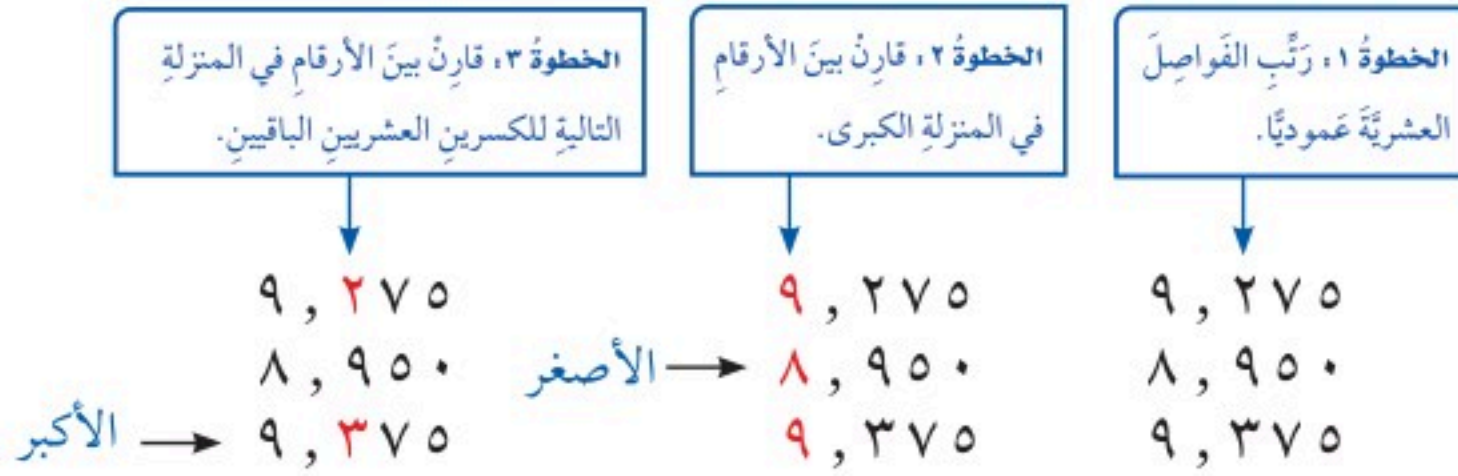 الخطوةُ ١، رَتِّبِ الفَواصِلَ
العشريَّةَ عَموديًّا.
٩,٢٧٥
٨,٩٥٠
٩,٣٧٥
الخطوةُ ٢، قارِنْ بينَ الأرقامِ
في المنزلةِ الكبرى.
٩,٢٧٥
الأصغر → ٨,٩٥٠
٩,٣٧٥
الخطوةُ ٣، قارِنْ بينَ الأرقامِ في المنزلةِ
التاليةِ للكسرينِ العشريينِ الباقيينِ.
٩,٢٧٥
٨,٩٥٠
الأكبر → ٩,٣٧٥